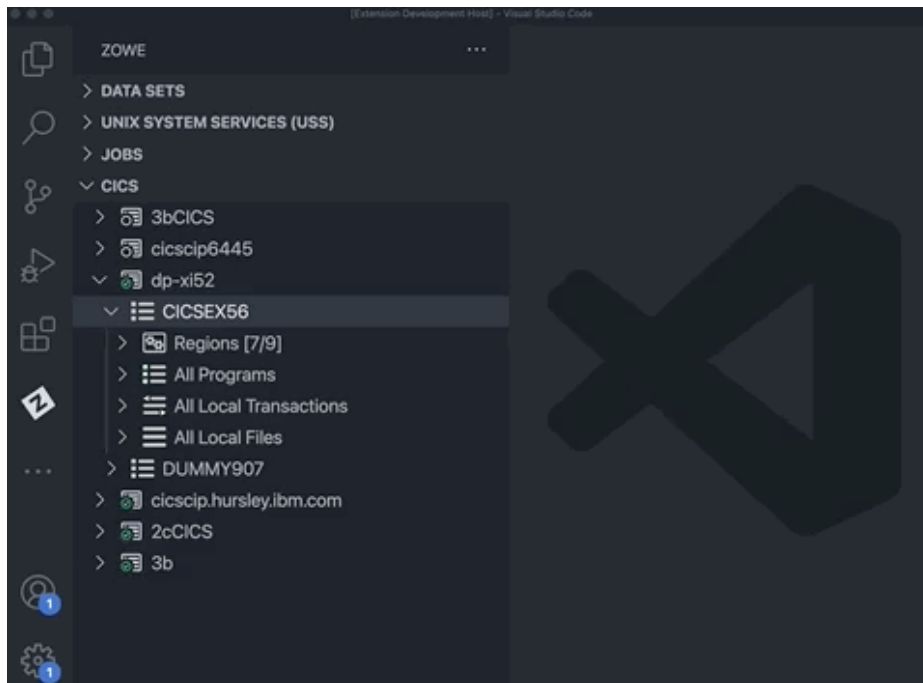 [Extension Development Host] - Visual Studio Code
ZOWE
DATA SETS
UNIX SYSTEM SERVICES (USS)
JOBS
CICS
3bCICS
cicscip6445
dp-xi52
CICSEX56
Regions [7/9]
All Programs
All Local Transactions
All Local Files
DUMMY907
cicscip.hursley.ibm.com
2cCICS
3b
Z
1
1